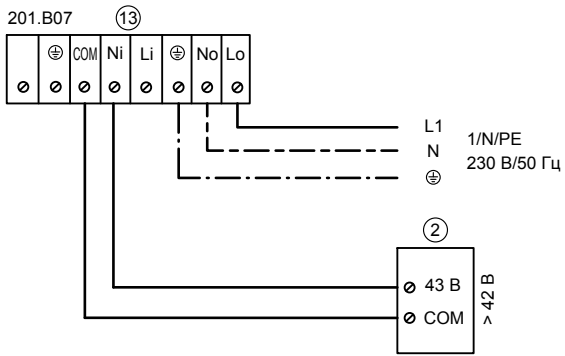 201.B07 13
COM Ni Li No Lo
L1
N
1/N/PE
230 В/50 Гц
2
43 В
COM
> 42 В